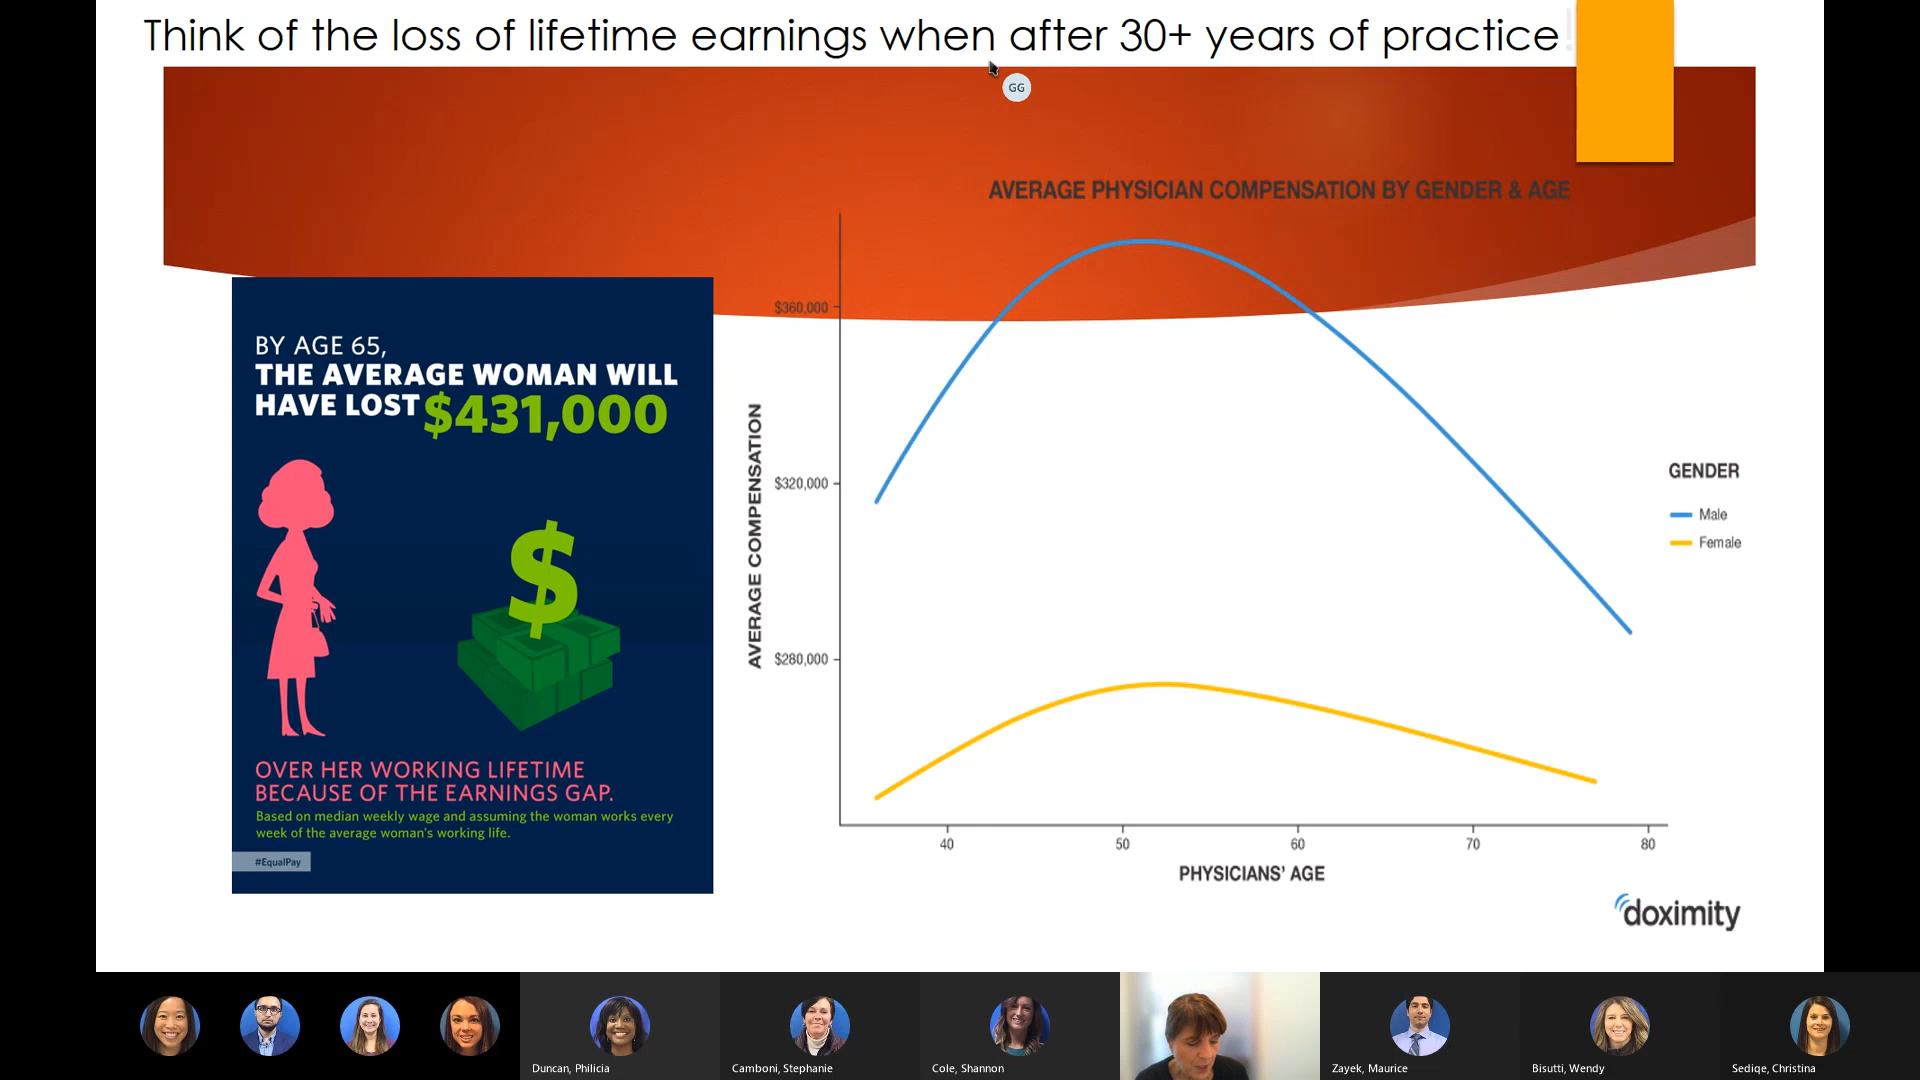 Think of the loss of lifetime earnings when after 30+ years of practice!
GG
AVERAGE PHYSICIAN COMPENSATION BY GENDER & AGE
BY AGE 65,
THE AVERAGE WOMAN WILL
HAVE LOST $431,000
OVER HER WORKING LIFETIME
BECAUSE OF THE EARNINGS GAP.
Based on median weekly wage and assuming the woman works every
week of the average woman's working life.
#EqualPay
AVERAGE COMPENSATION
$360,000
$320,000
$280,000
40 50 60 70 80
PHYSICIANS' AGE
GENDER
Male
Female
doximity
Duncan, Philicia
Camboni, Stephanie
Cole, Shannon
Zayek, Maurice
Bisutti, Wendy
Sediqe, Christina